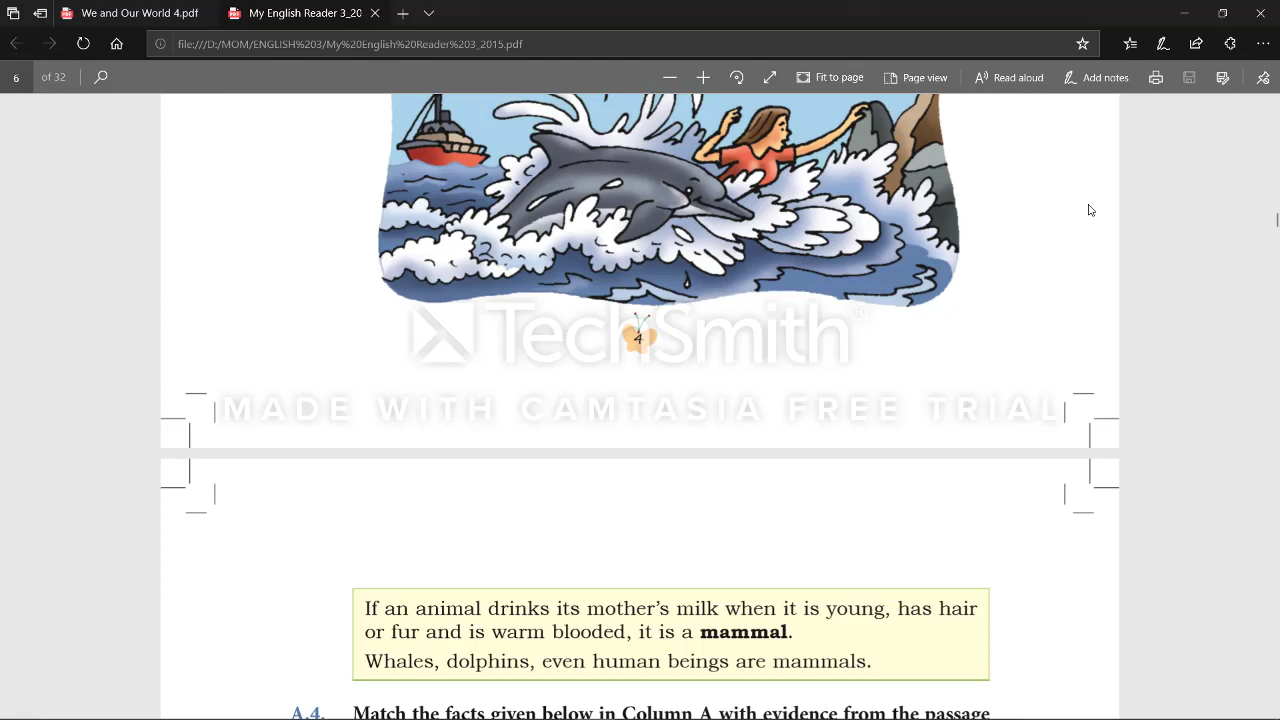 We and Our World 4.pdf
My English Reader 3_20
file:///D:/MOM/ENGLISH%203/My%20English%20Reader%203_2015.pdf
6 of 32
Fit to page
Page view
Read aloud
Add notes
4
TechSmith®
MADE WITH CAMTASIA FREE TRIAL
If an animal drinks its mother's milk when it is young, has hair
or fur and is warm blooded, it is a mammal.
Whales, dolphins, even human beings are mammals.
A.4. Match the facts given below in Column A with evidence from the passage